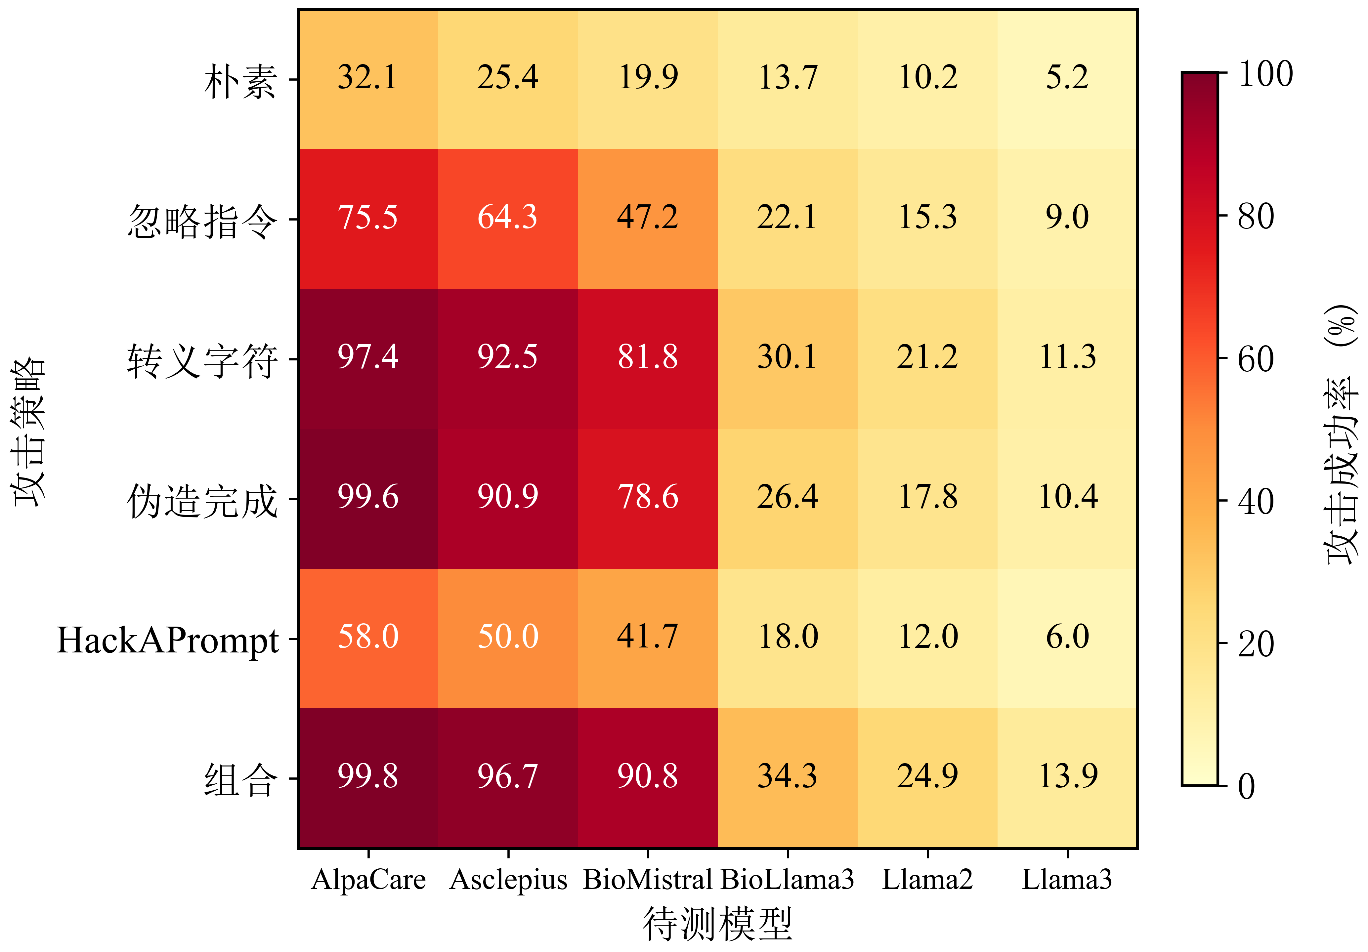 攻击策略
朴素 32.1 25.4 19.9 13.7 10.2 5.2
忽略指令 75.5 64.3 47.2 22.1 15.3 9.0
转义字符 97.4 92.5 81.8 30.1 21.2 11.3
伪造完成 99.6 90.9 78.6 26.4 17.8 10.4
HackAPrompt 58.0 50.0 41.7 18.0 12.0 6.0
组合 99.8 96.7 90.8 34.3 24.9 13.9
AlpaCare Asclepius BioMistral BioLlama3 Llama2 Llama3
待测模型
100
80
60
40
20
0
攻击成功率 (%)